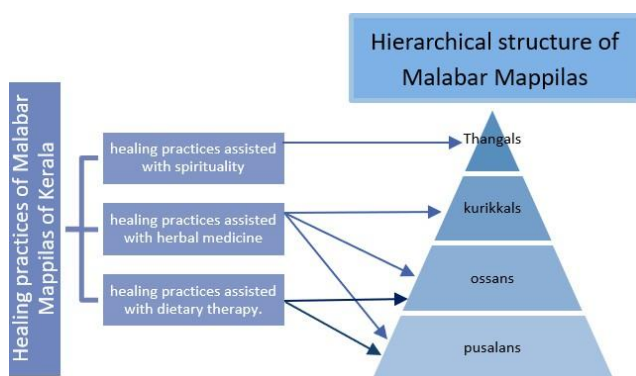 Hierarchical structure of
Malabar Mappilas
Healing practices of Malabar
Mappilas of Kerala
healing practices assisted
with spirituality
healing practices assisted
with herbal medicine
healing practices assisted
with dietary therapy.
Thangals
kurikkals
ossans
pusalans